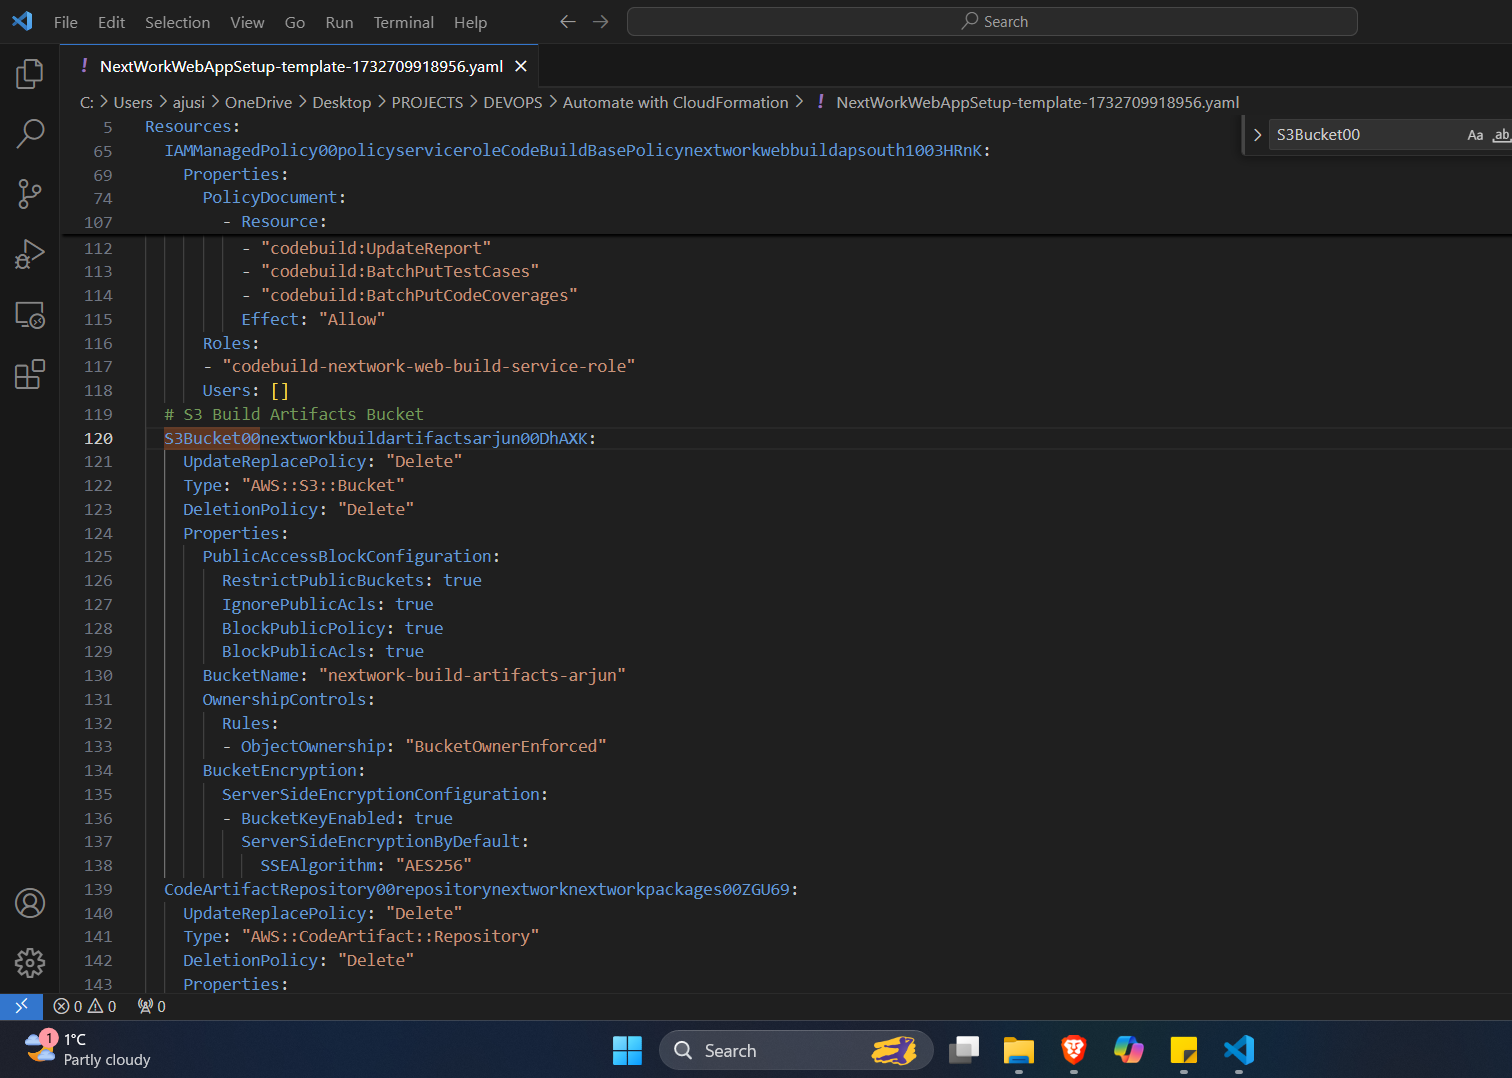 File Edit Selection View Go Run Terminal Help
Search
! NextWorkWebAppSetup-template-1732709918956.yaml
C: > Users > ajusi > OneDrive > Desktop > PROJECTS > DEVOPS > Automate with CloudFormation > ! NextWorkWebAppSetup-template-1732709918956.yaml
S3Bucket00 Aa ab
5 Resources:
65 IAMManagedPolicy00policyserviceroleCodeBuildBasePolicynextworkwebbuildapsouth1003HRnK:
69 Properties:
74 PolicyDocument:
107 - Resource:
112 - "codebuild:UpdateReport"
113 - "codebuild:BatchPutTestCases"
114 - "codebuild:BatchPutCodeCoverages"
115 Effect: "Allow"
116 Roles:
117 - "codebuild-nextwork-web-build-service-role"
118 Users: []
119 # S3 Build Artifacts Bucket
120 S3Bucket00nextworkbuildartifactsarjun00DhAXK:
121 UpdateReplacePolicy: "Delete"
122 Type: "AWS::S3::Bucket"
123 DeletionPolicy: "Delete"
124 Properties:
125 PublicAccessBlockConfiguration:
126 RestrictPublicBuckets: true
127 IgnorePublicAcls: true
128 BlockPublicPolicy: true
129 BlockPublicAcls: true
130 BucketName: "nextwork-build-artifacts-arjun"
131 OwnershipControls:
132 Rules:
133 - ObjectOwnership: "BucketOwnerEnforced"
134 BucketEncryption:
135 ServerSideEncryptionConfiguration:
136 - BucketKeyEnabled: true
137 ServerSideEncryptionByDefault:
138 SSEAlgorithm: "AES256"
139 CodeArtifactRepository00repositorynextworknextworkpackages00ZGU69:
140 UpdateReplacePolicy: "Delete"
141 Type: "AWS::CodeArtifact::Repository"
142 DeletionPolicy: "Delete"
143 Properties:
0 0 0
1
1°C
Partly cloudy
Search